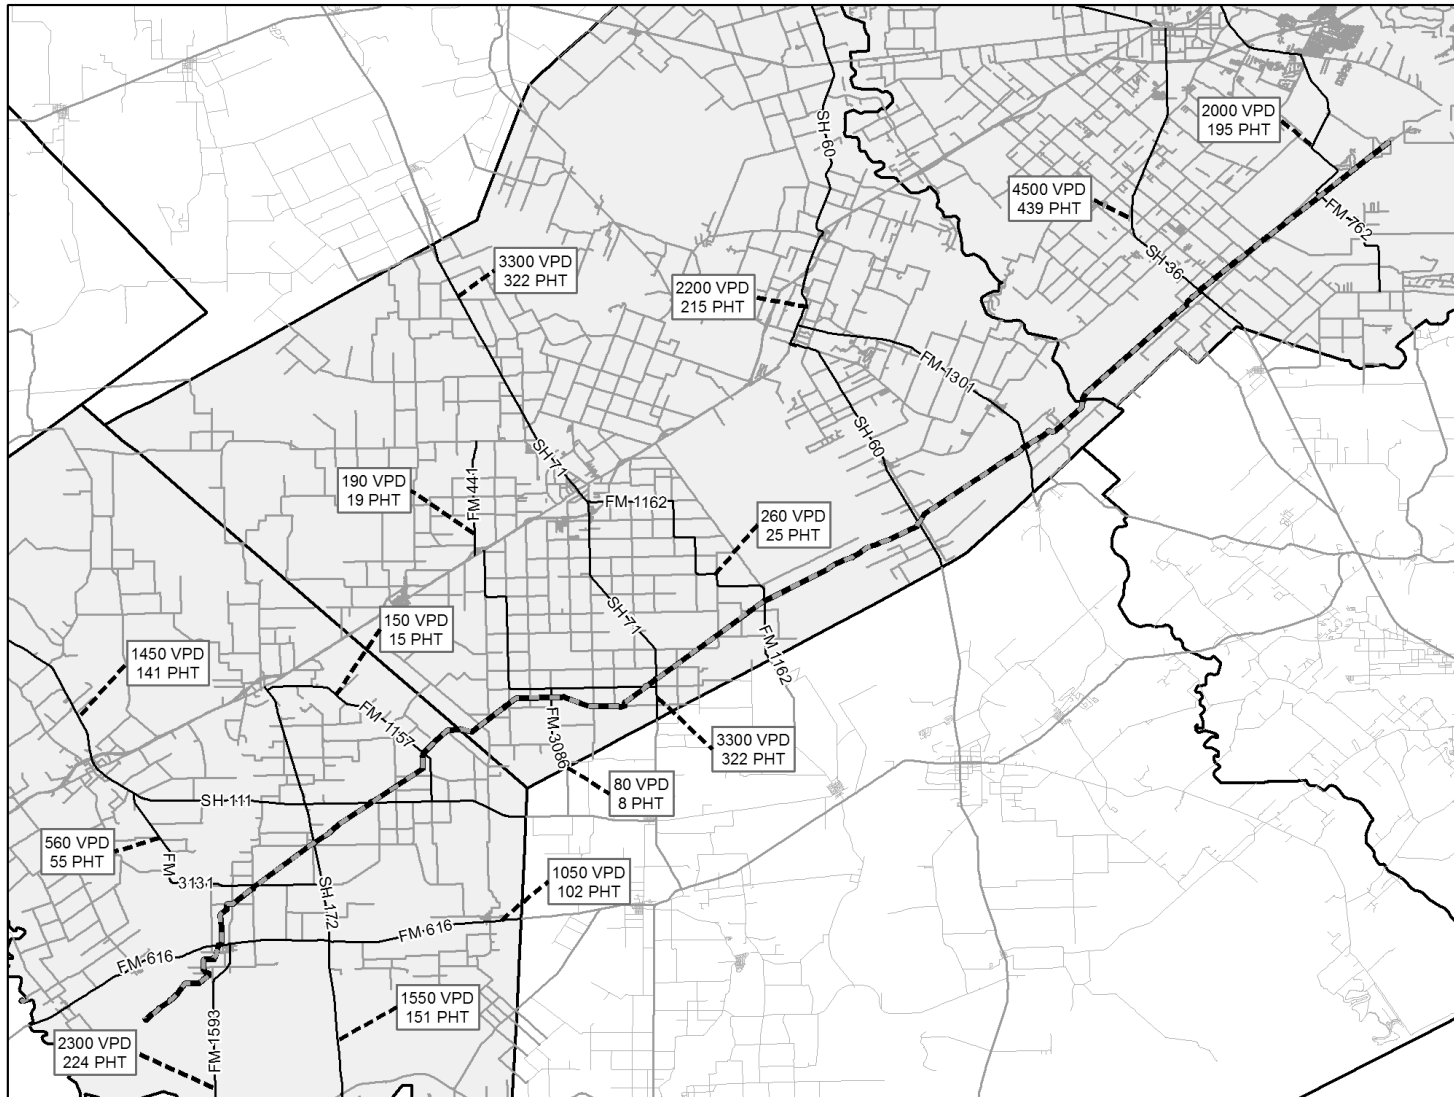 SH-60
2000 VPD
195 PHT
4500 VPD
439 PHT
FM-762
SH-36
3300 VPD
322 PHT
2200 VPD
215 PHT
FM-1301
SH-60
SH-71
190 VPD
19 PHT
FM-441
FM-1162
260 VPD
25 PHT
150 VPD
15 PHT
SH-71
FM 1162
1450 VPD
141 PHT
FM-1157
FM-3086
3300 VPD
322 PHT
80 VPD
8 PHT
SH-111
560 VPD
55 PHT
FM
3131
SH-172
1050 VPD
102 PHT
FM-616
FM-616
1550 VPD
151 PHT
FM-1593
2300 VPD
224 PHT